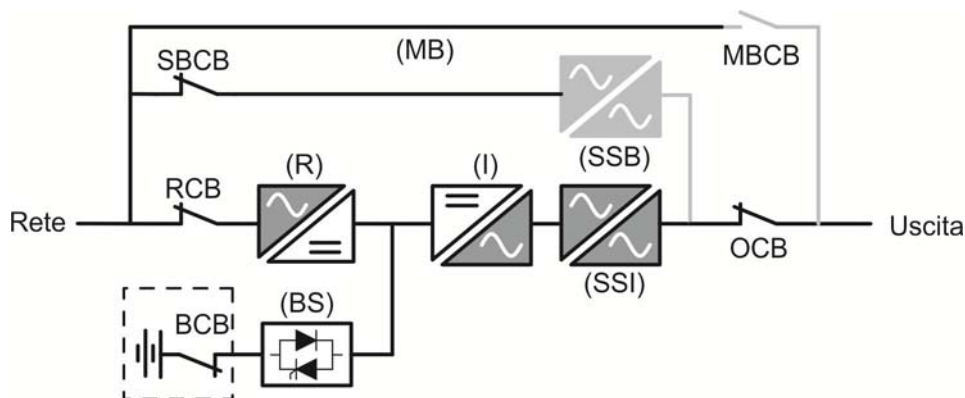 (MB)
MBCB
SBCB
(SSB)
(R)
(I)
RCB
Rete
OCB
Uscita
(SSI)
(BS)
BCB